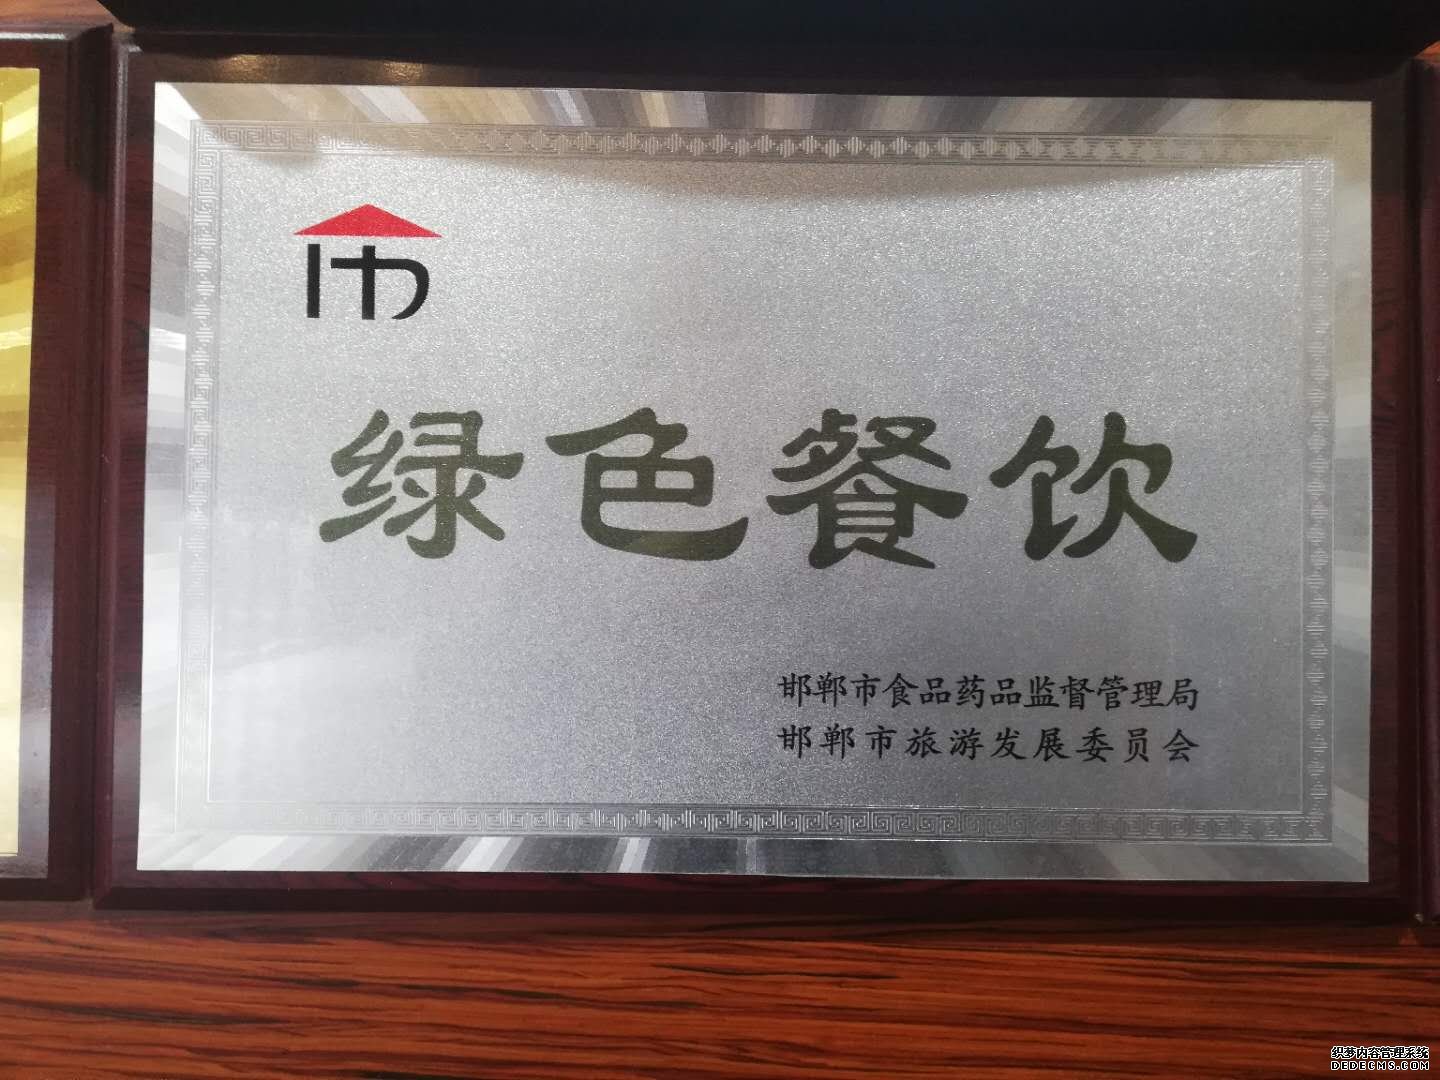 绿色餐饮
邯郸市食品药品监督管理局
邯郸市旅游发展委员会
织梦内容管理系统
DEDECMS.COM